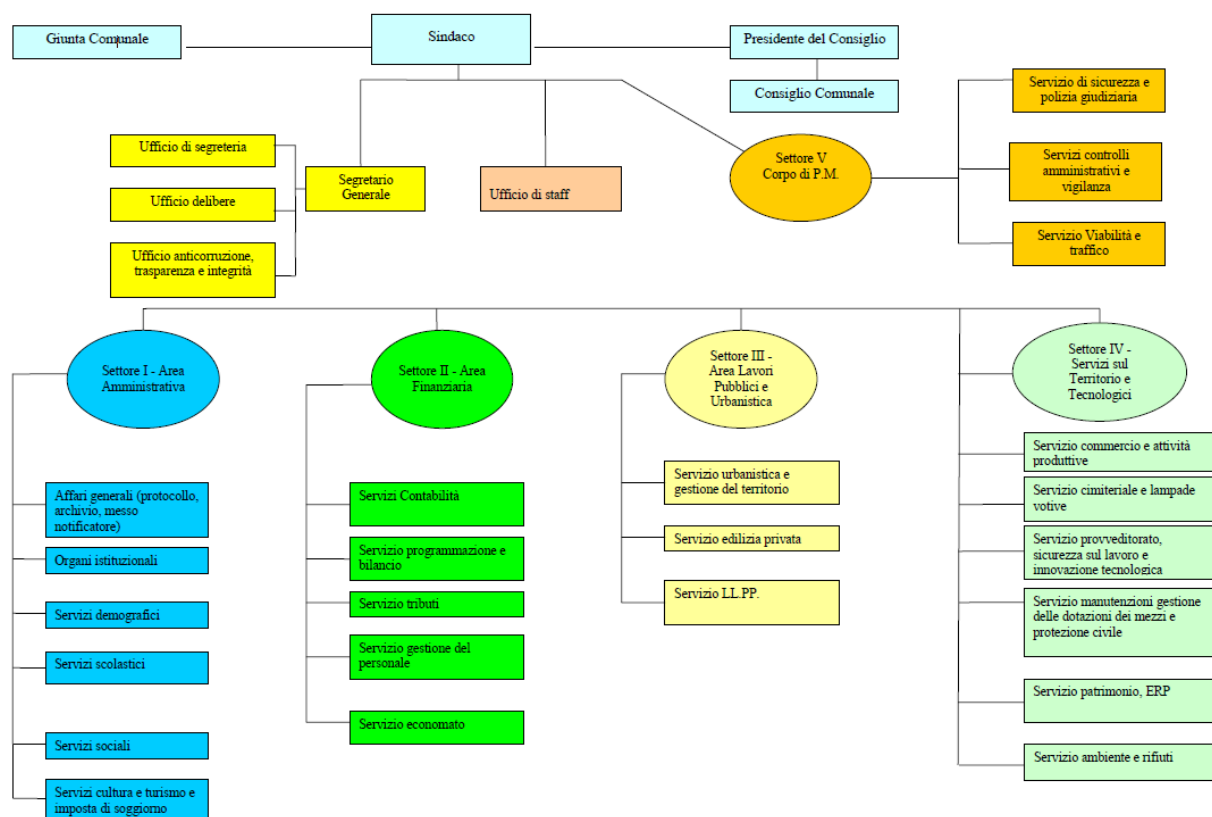 Giunta Comunale
Sindaco
Presidente del Consiglio
Consiglio Comunale
Servizio di sicurezza e
polizia giudiziaria
Ufficio di segreteria
Ufficio delibere
Ufficio anticorruzione,
trasparenza e integrità
Segretario
Generale
Ufficio di staff
Settore V
Corpo di P.M.
Servizi controlli
amministrativi e
vigilanza
Servizio Viabilità e
traffico
Settore I - Area
Amministrativa
Settore II - Area
Finanziaria
Settore III -
Area Lavori
Pubblici e
Urbanistica
Settore IV -
Servizi sul
Territorio e
Tecnologici
Affari generali (protocollo,
archivio, messo
notificatore)
Organi istituzionali
Servizi demografici
Servizi scolastici
Servizi sociali
Servizi cultura e turismo e
imposta di soggiorno
Servizi Contabilità
Servizio programmazione e
bilancio
Servizio tributi
Servizio gestione del
personale
Servizio economato
Servizio urbanistica e
gestione del territorio
Servizio edilizia privata
Servizio LL.PP.
Servizio commercio e attività
produttive
Servizio cimiteriale e lampade
votive
Servizio provveditorato,
sicurezza sul lavoro e
innovazione tecnologica
Servizio manutenzioni gestione
delle dotazioni dei mezzi e
protezione civile
Servizio patrimonio, ERP
Servizio ambiente e rifiuti